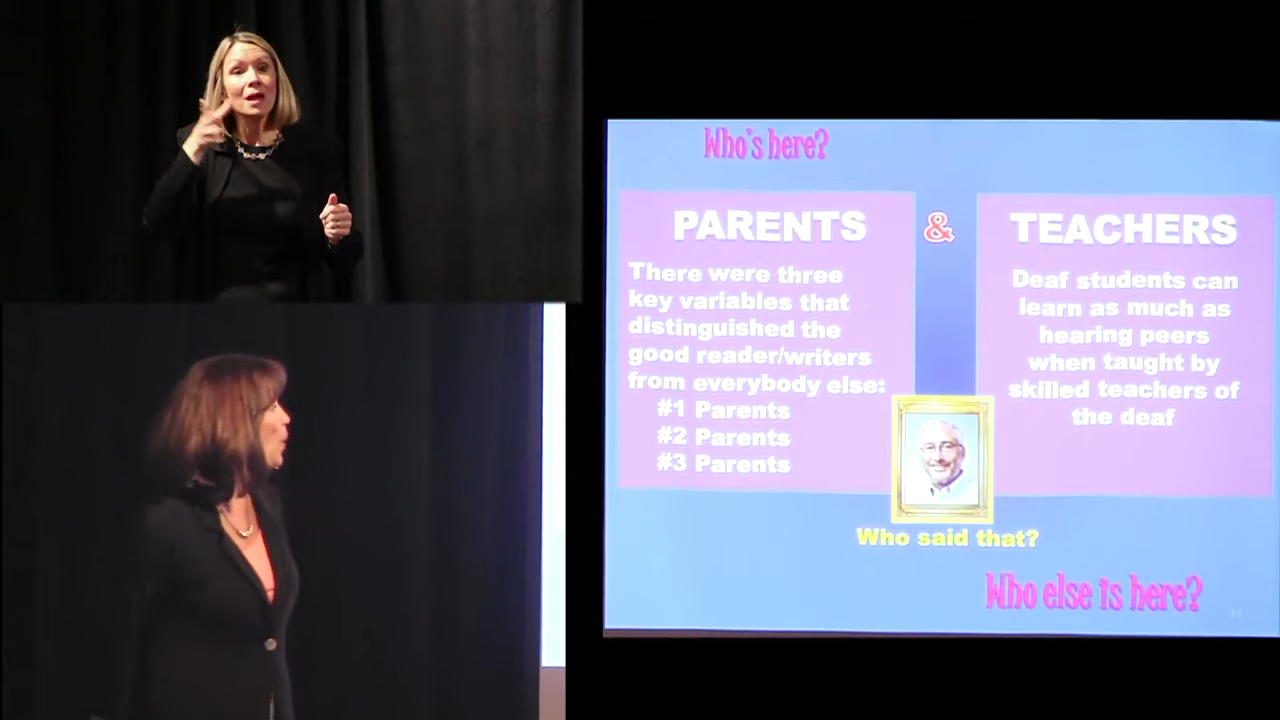 Who's here?
PARENTS
There were three
key variables that
distinguished the
good reader/writers
from everybody else:
#1 Parents
#2 Parents
#3 Parents
&
TEACHERS
Deaf students can
learn as much as
hearing peers
when taught by
skilled teachers of
the deaf
Who said that?
Who else is here?